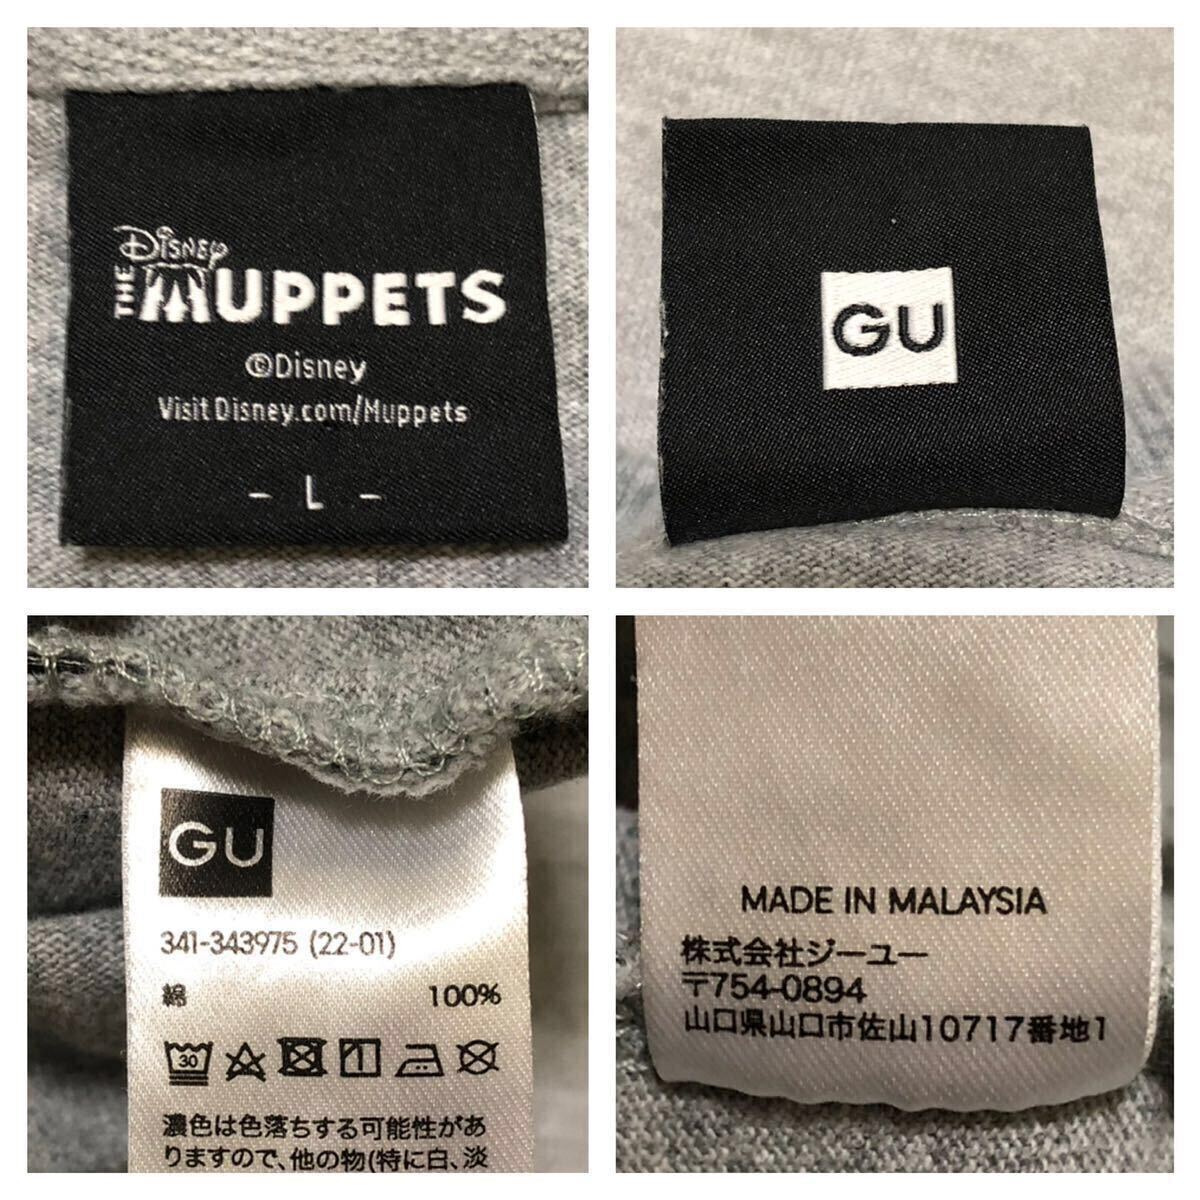 Disney
THE MUPPETS
©Disney
Visit Disney.com/Muppets
- L -
GU
GU
341-343975 (22-01)
綿 100%
30
濃色は色落ちする可能性があ
りますので、他の物(特に白、淡
MADE IN MALAYSIA
株式会社ジーユー
〒754-0894
山口県山口市佐山10717番地1